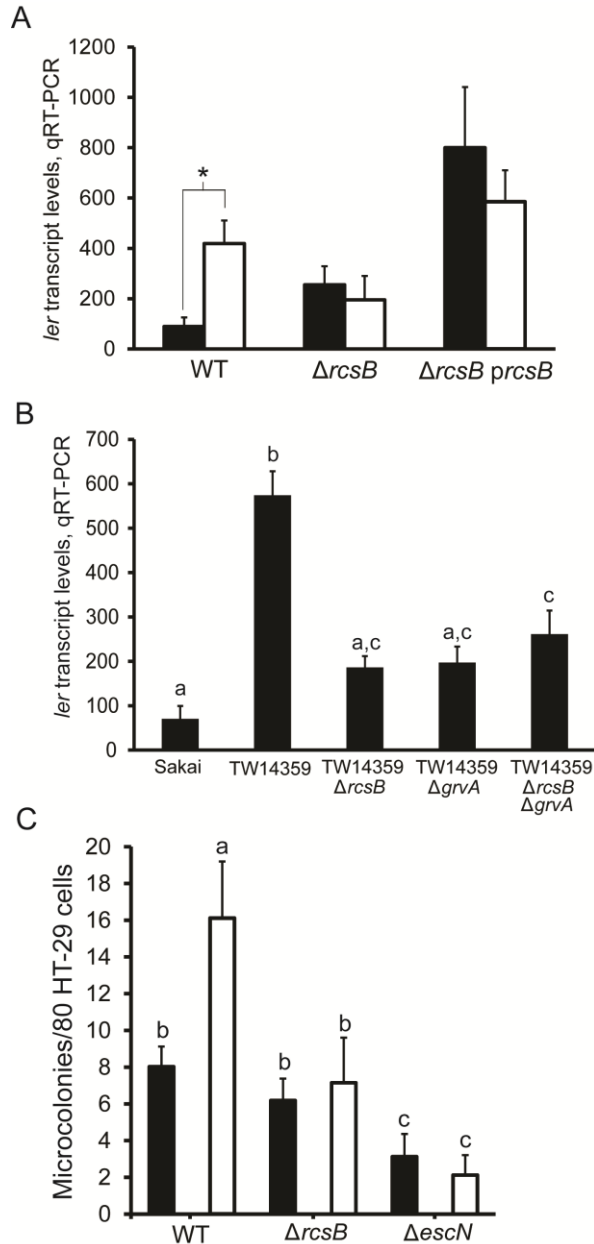 A
ler transcript levels, qRT-PCR
1200
1000
800
600
400
200
0
*
WT
ΔrcsB
ΔrcsB prcsB
B
ler transcript levels, qRT-PCR
700
600
500
400
300
200
100
0
a
b
a,c
a,c
c
Sakai
TW14359
TW14359
ΔrcsB
TW14359
ΔgrvA
TW14359
ΔrcsB
ΔgrvA
C
Microcolonies/80 HT-29 cells
20
18
16
14
12
10
8
6
4
2
0
b
a
b
b
c
c
WT
ΔrcsB
ΔescN